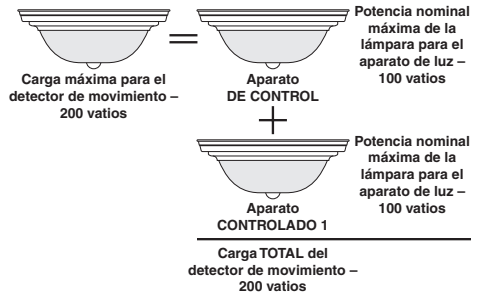 Carga máxima para el
detector de movimiento –
200 vatios
=
Aparato
DE CONTROL
Potencia nominal
máxima de la
lámpara para el
aparato de luz –
100 vatios
+
Aparato
CONTROLADO 1
Potencia nominal
máxima de la
lámpara para el
aparato de luz –
100 vatios
Carga TOTAL del
detector de movimiento –
200 vatios